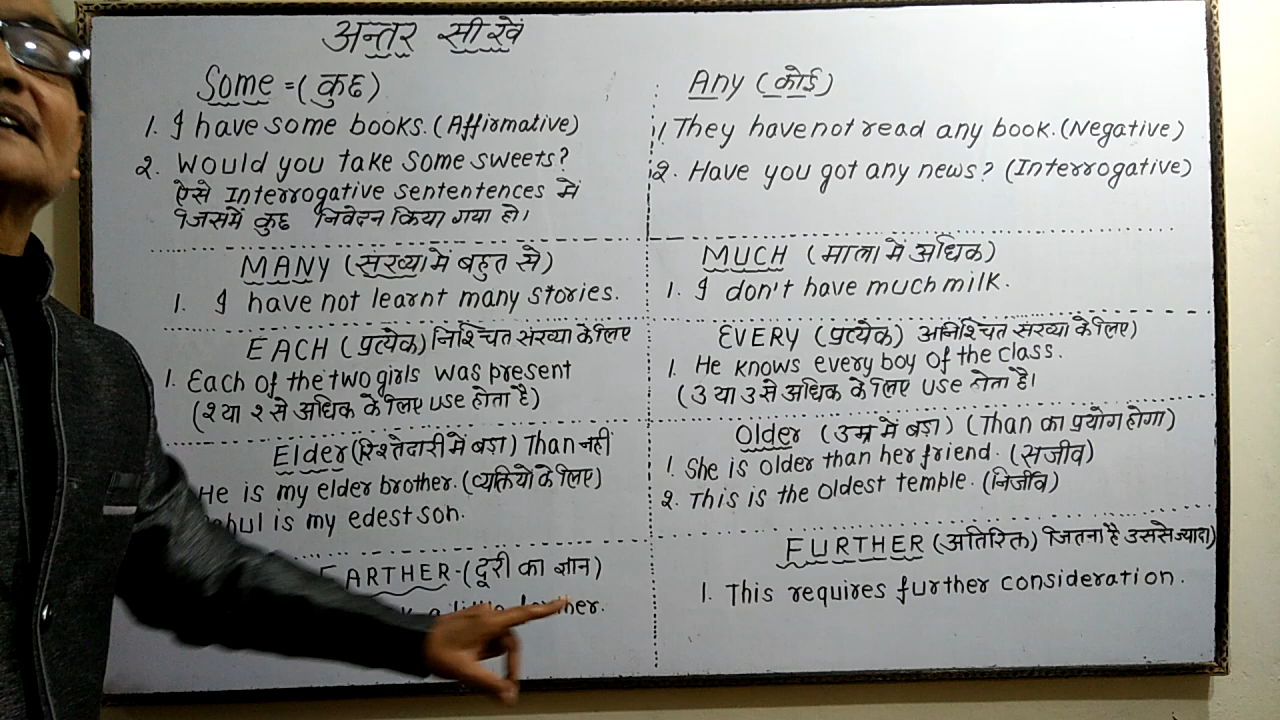 अन्तर सीखें
Some = (कुछ)
1. I have some books. (Affirmative)
2. Would you take some sweets?
ऐसे Interrogative sententences में
जिसमें कुछ निवेदन किया गया हो।
Any (कोई)
1. They have not read any book. (Negative)
2. Have you got any news? (Interrogative)
MANY (संख्या में बहुत से)
1. I have not learnt many stories.
MUCH (मात्रा में अधिक)
1. I don't have much milk.
EACH (प्रत्येक) निश्चित संख्या के लिए
1. Each of the two girls was present
(2 या 2 से अधिक के लिए use होता है)
EVERY (प्रत्येक) अनिश्चित संख्या के लिए)
1. He knows every boy of the class.
(3 या 3 से अधिक के लिए use होता है।
Elder (रिश्तेदारी में बड़ा) Than नहीं
He is my elder brother. (व्यक्तियों के लिए)
is my edest son.
Older (उम्र में बड़ा) (Than का प्रयोग होगा)
1. She is older than her friend. (सजीव)
2. This is the oldest temple. (निर्जीव)
FARTHER - (दूरी का ज्ञान)
a little farther.
FURTHER (अतिरिक्त) जितना है उससे ज्यादा)
1. This requires further consideration.